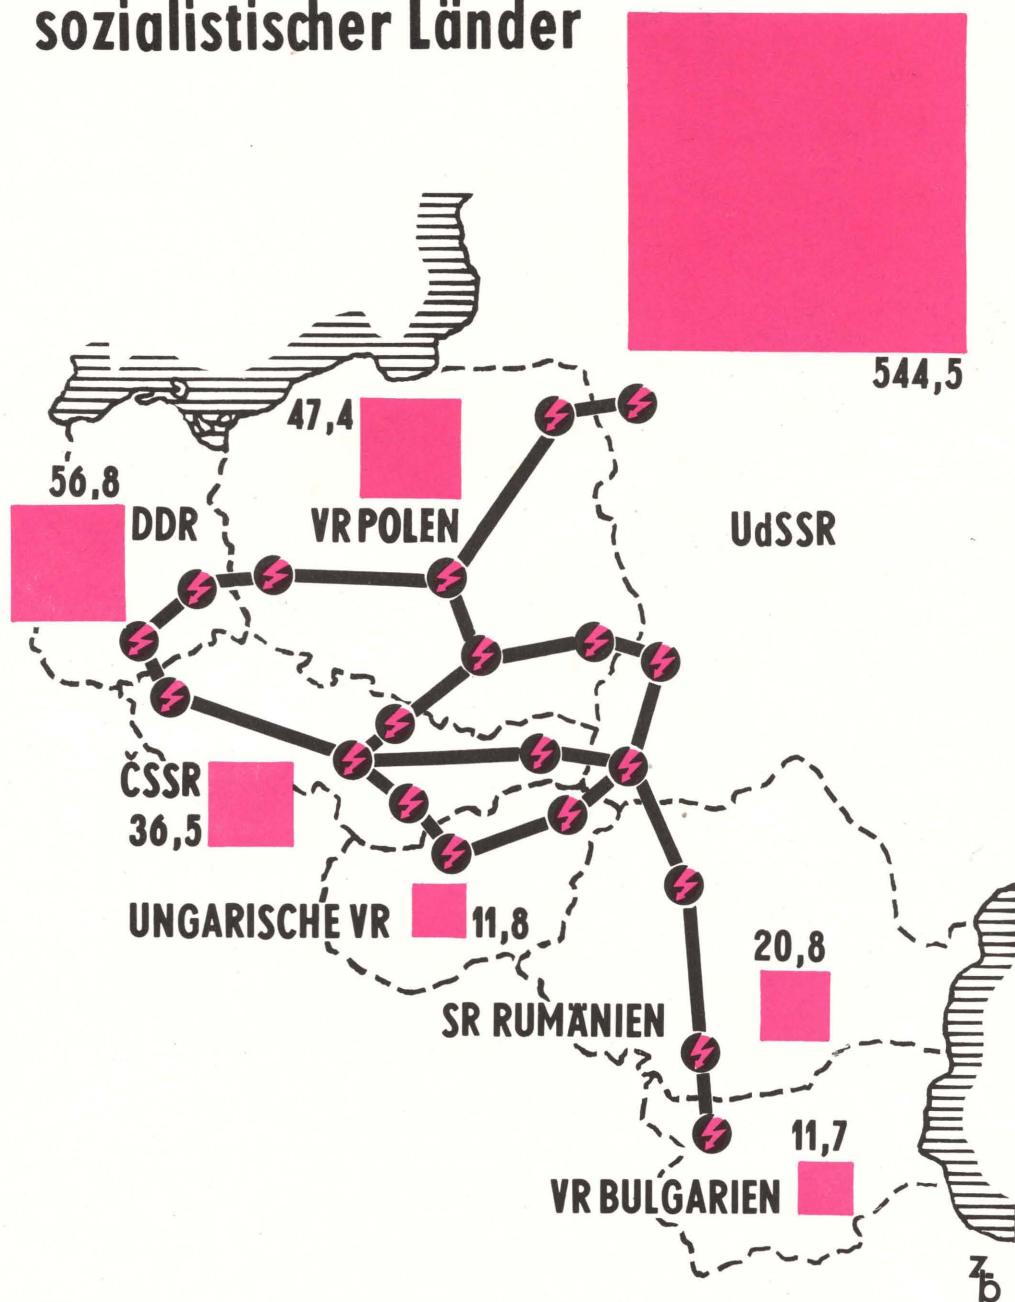 sozialistischer Länder
544,5
47,4
56,8
DDR
VR POLEN
UdSSR
ČSSR
36,5
UNGARISCHE VR
11,8
20,8
SR RUMÄNIEN
11,7
VR BULGARIEN
zb